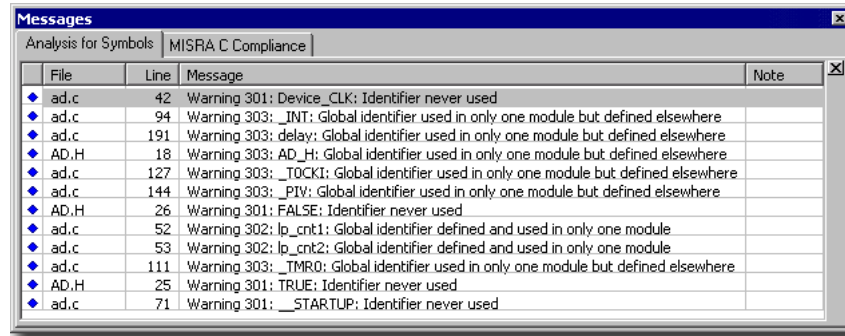 Messages
Analysis for Symbols MISRA C Compliance
File Line Message Note
ad.c 42 Warning 301: Device_CLK: Identifier never used
ad.c 94 Warning 303: _INT: Global identifier used in only one module but defined elsewhere
ad.c 191 Warning 303: delay: Global identifier used in only one module but defined elsewhere
AD.H 18 Warning 303: AD_H: Global identifier used in only one module but defined elsewhere
ad.c 127 Warning 303: _T0CKI: Global identifier used in only one module but defined elsewhere
ad.c 144 Warning 303: _PIV: Global identifier used in only one module but defined elsewhere
AD.H 26 Warning 301: FALSE: Identifier never used
ad.c 52 Warning 302: lp_cnt1: Global identifier defined and used in only one module
ad.c 53 Warning 302: lp_cnt2: Global identifier defined and used in only one module
ad.c 111 Warning 303: _TMR0: Global identifier used in only one module but defined elsewhere
AD.H 25 Warning 301: TRUE: Identifier never used
ad.c 71 Warning 301: __STARTUP: Identifier never used